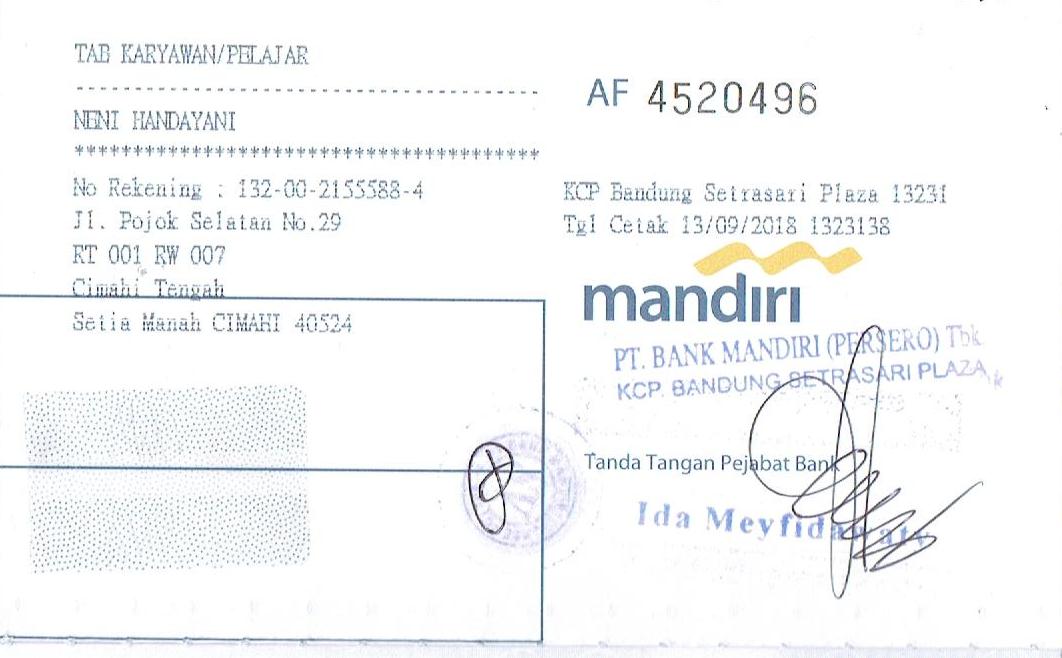 TAB KARYAWAN/PELAJAR
----------------------------------------
NENI HANDAYANI
****************************************
No Rekening : 132-00-2155588-4
Jl. Pojok Selatan No.29
RT 001 RW 007
Cimahi Tengah
Setia Manah CIMAHI 40524
AF 4520496
KCP Bandung Setrasari Plaza 13231
Tgl Cetak 13/09/2018 1323138
mandiri
PT. BANK MANDIRI (PERSERO) Tbk
KCP. BANDUNG SETRASARI PLAZA
Tanda Tangan Pejabat Bank
Ida Meyfidawaty